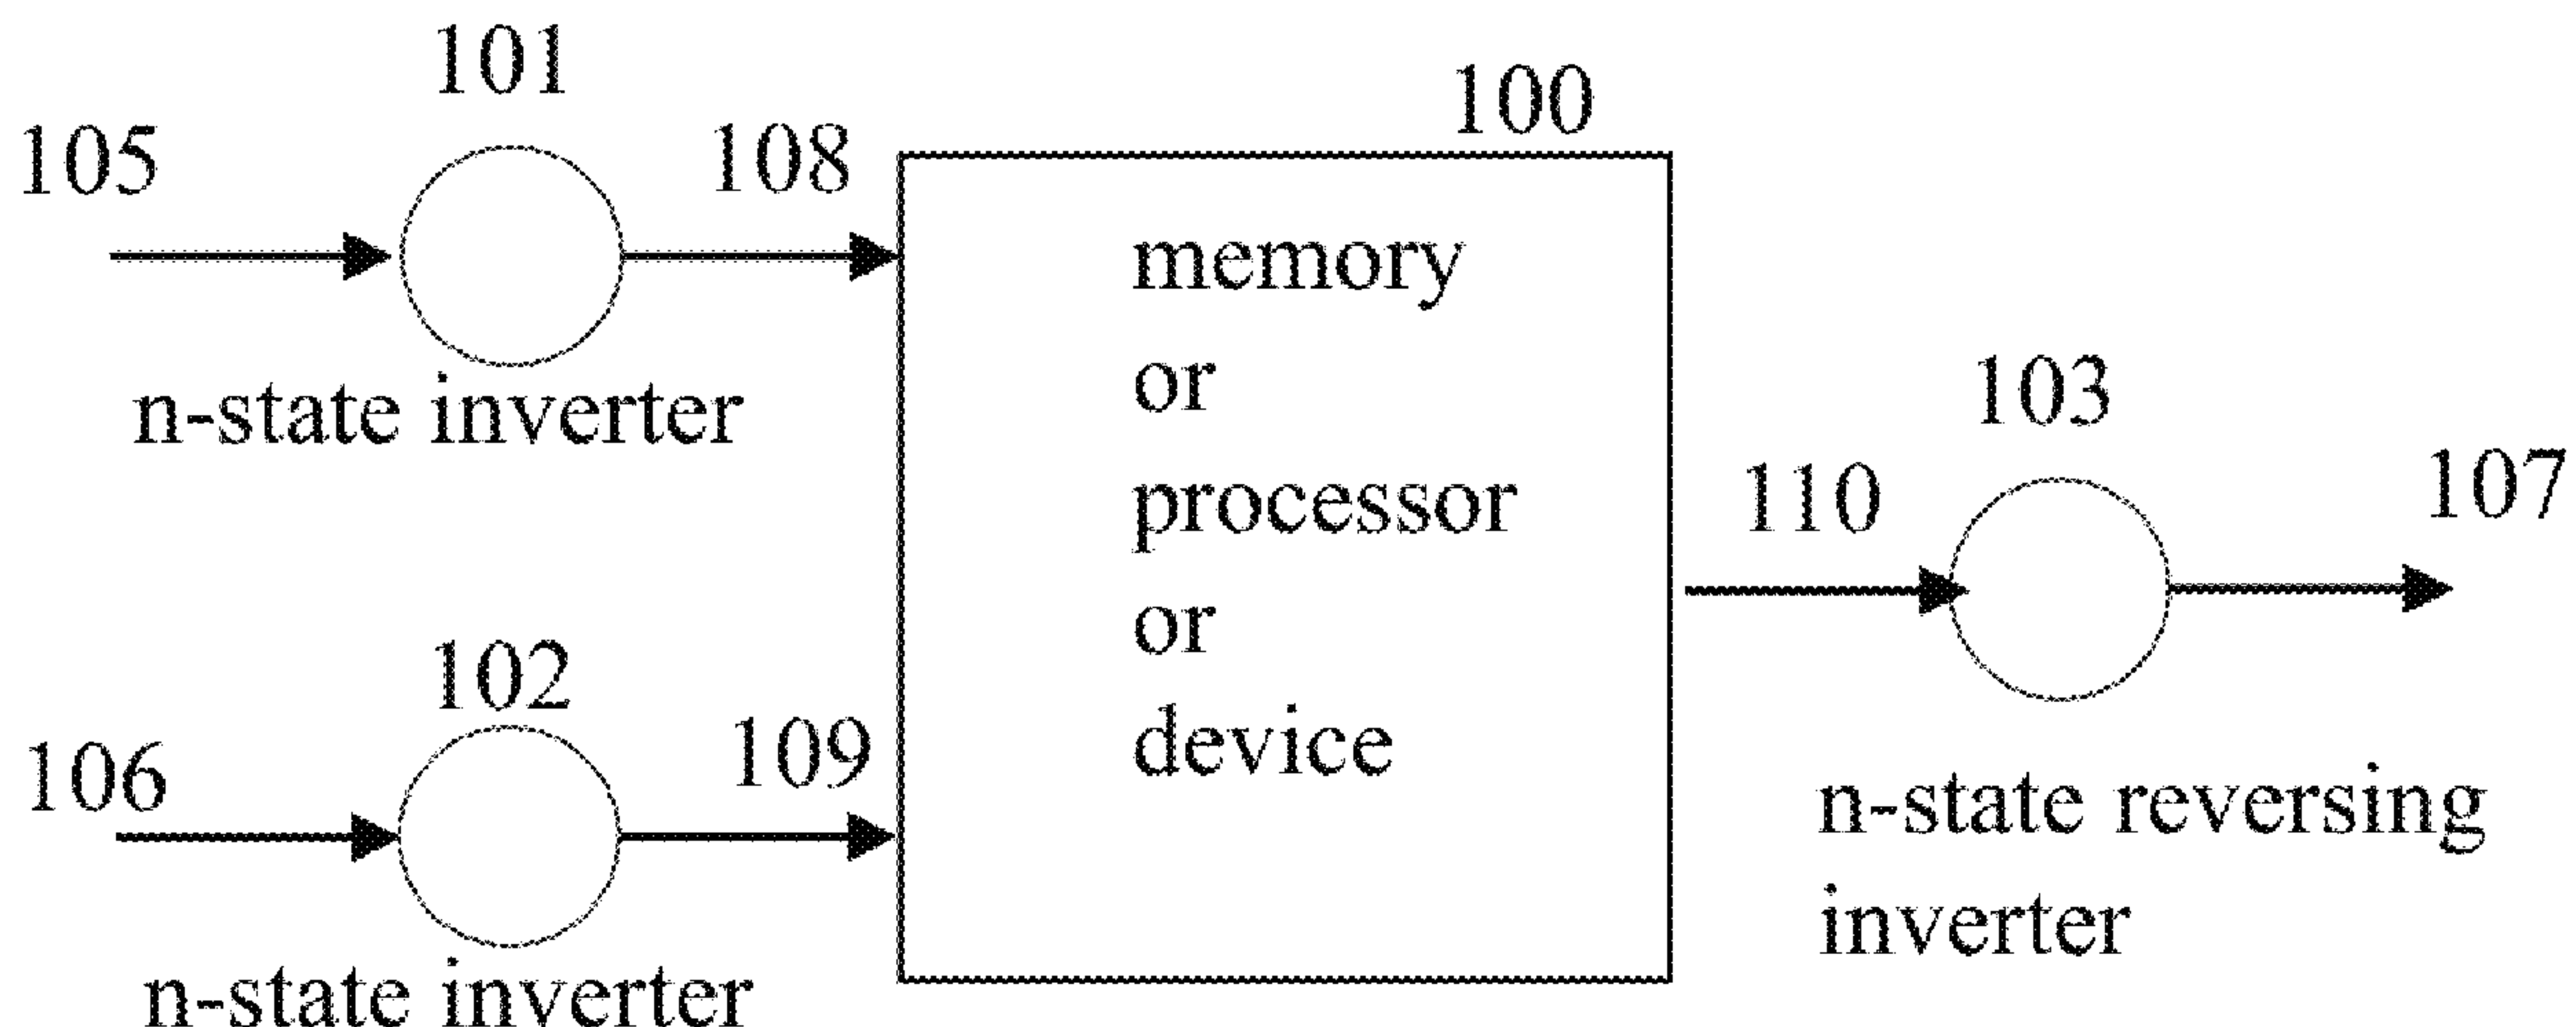 101
100
105
108
memory
or
processor
or
device
n-state inverter
103
110
107
102
106
109
n-state reversing
inverter
n-state inverter